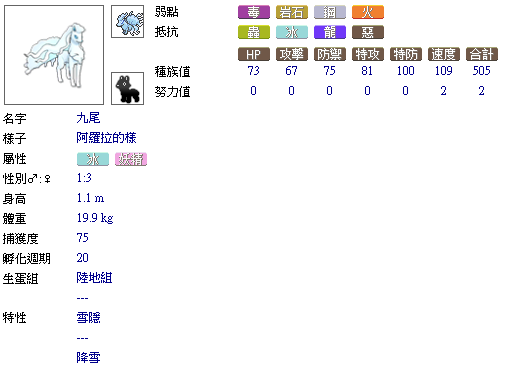 弱點 毒 岩石 鋼 火
抵抗 蟲 冰 龍 惡
HP 攻擊 防禦 特攻 特防 速度 合計
種族值 73 67 75 81 100 109 505
努力值 0 0 0 0 0 2 2
名字 九尾
樣子 阿羅拉的樣
屬性 冰 妖精
性別♂:♀ 1:3
身高 1.1 m
體重 19.9 kg
捕獲度 75
孵化週期 20
生蛋組 陸地組
---
特性 雪隱
---
降雪